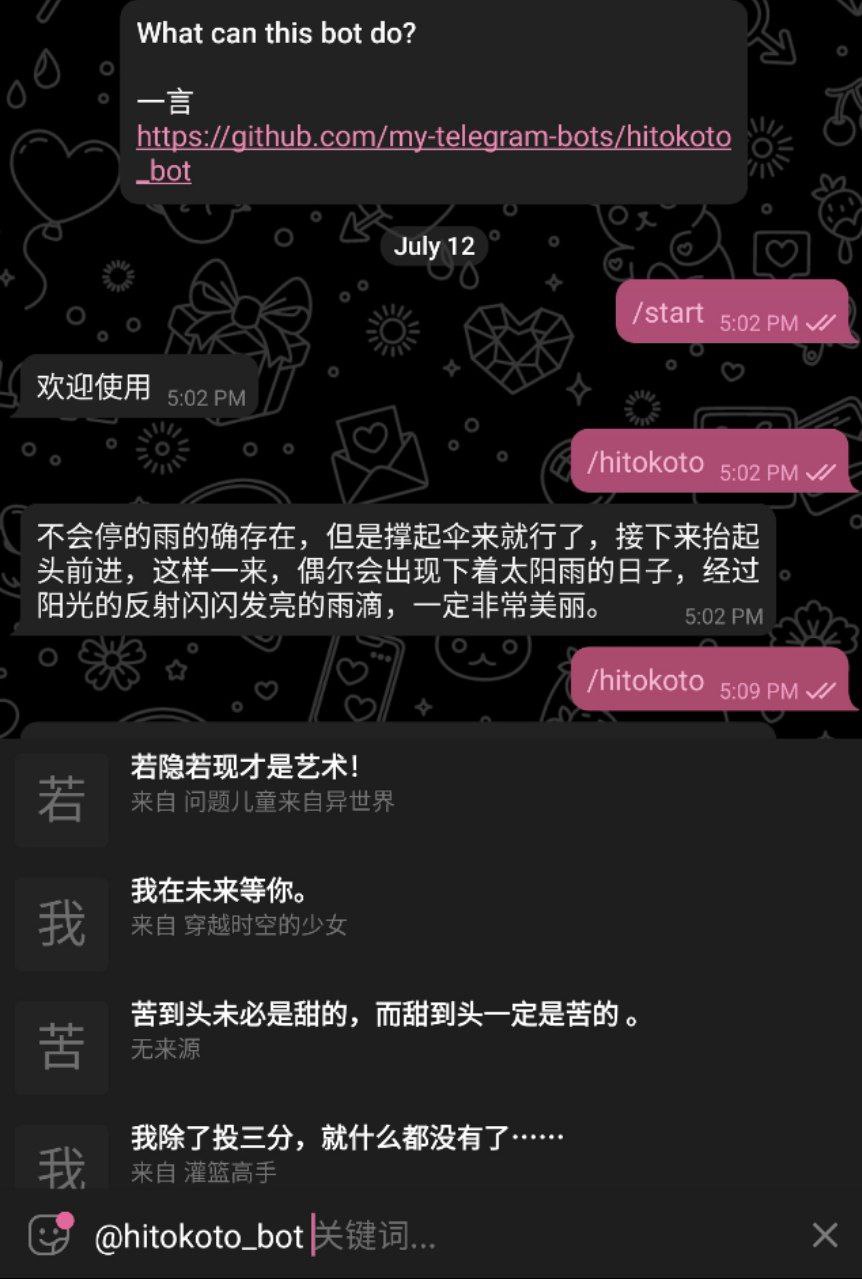 What can this bot do?
一言
https://github.com/my-telegram-bots/hitokoto
_bot
July 12
/start 5:02 PM
欢迎使用 5:02 PM
/hitokoto 5:02 PM
不会停的雨的确存在，但是撑起伞来就行了，接下来抬起
头前进，这样一来，偶尔会出现下着太阳雨的日子，经过
阳光的反射闪闪发亮的雨滴，一定非常美丽。 5:02 PM
/hitokoto 5:09 PM
若
若隐若现才是艺术！
来自 问题儿童来自异世界
我
我在未来等你。
来自 穿越时空的少女
苦
苦到头未必是甜的，而甜到头一定是苦的 。
无来源
我
我除了投三分，就什么都没有了……
来自 灌篮高手
@hitokoto_bot 关键词...